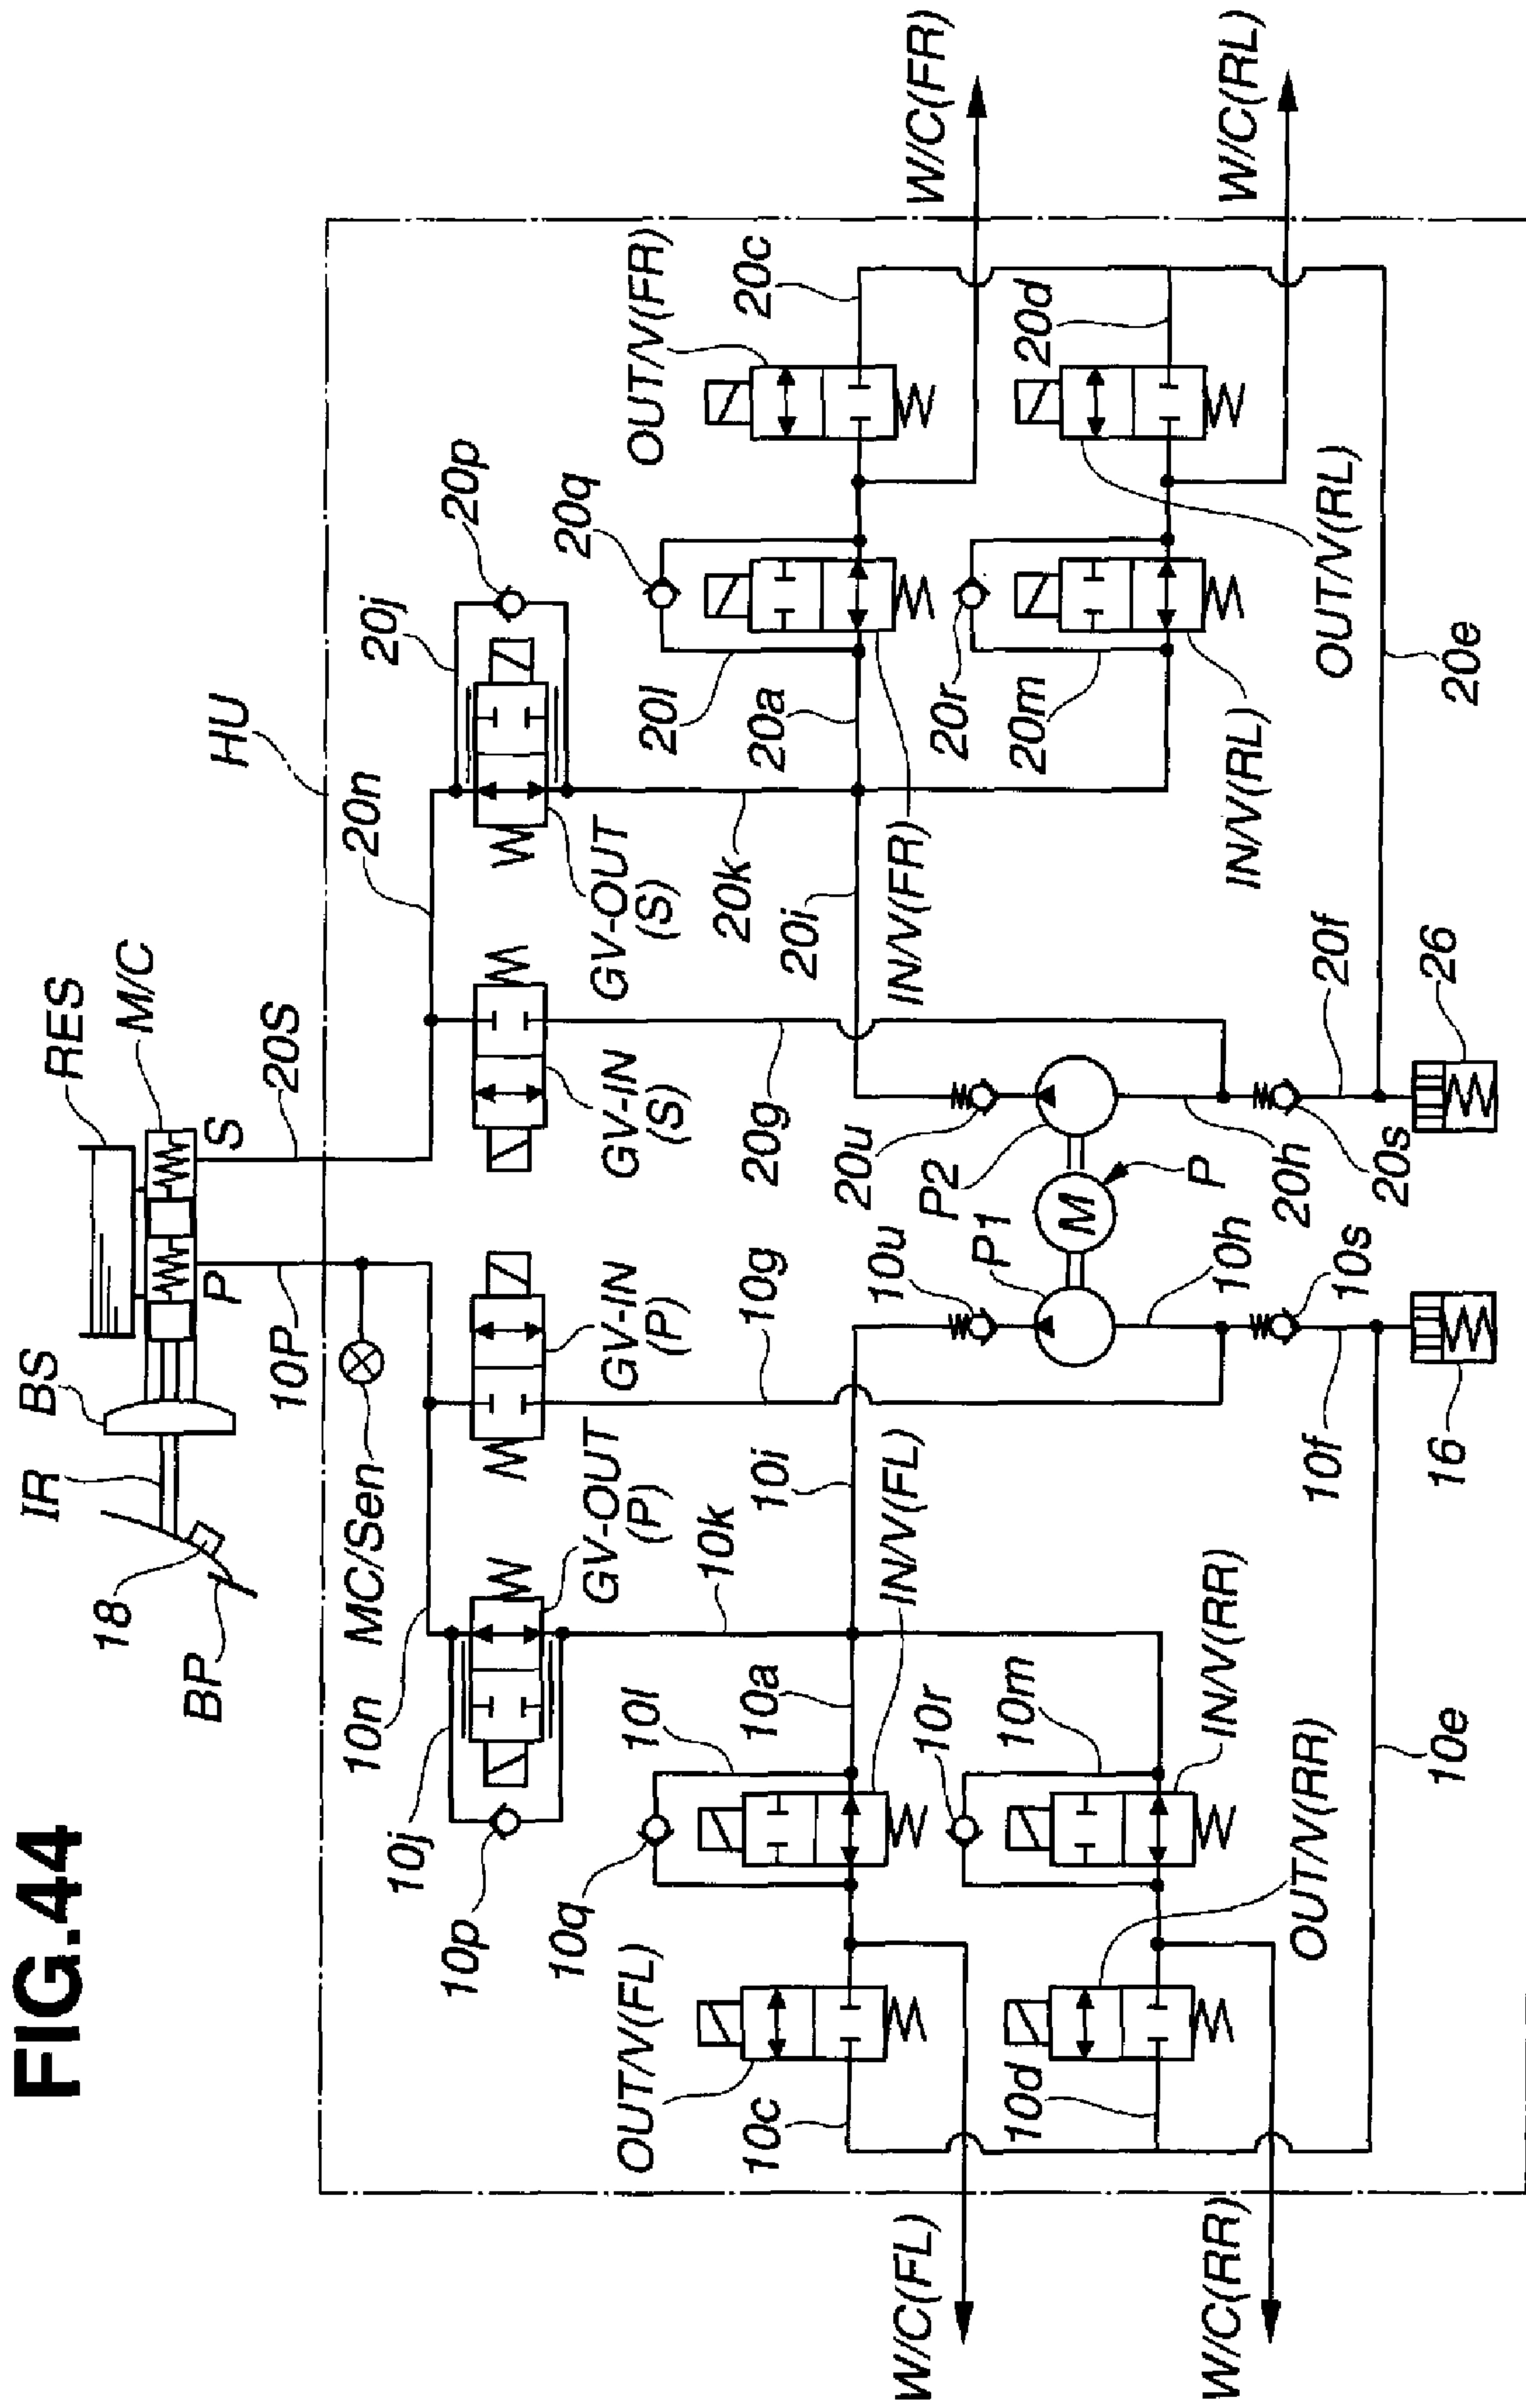 FIG.44
BP
18
IR
BS
RES
M/C
P
S
10P
20S
MC/Sen
HU
10n
20n
10j
20j
10p
20p
GV-OUT
(P)
GV-IN
(P)
GV-IN
(S)
GV-OUT
(S)
10q
20q
10l
20l
10k
20k
OUT/V(FL)
OUT/V(FR)
10c
10a
10i
10g
20g
20i
20a
20c
IN/V(FL)
IN/V(FR)
10u
20u
P1
P2
M
P
W/C(FL)
W/C(FR)
10d
10r
10m
20r
20m
20d
IN/V(RR)
IN/V(RL)
10h
20h
OUT/V(RR)
OUT/V(RL)
10s
20s
W/C(RR)
W/C(RL)
10f
20f
10e
20e
16
26